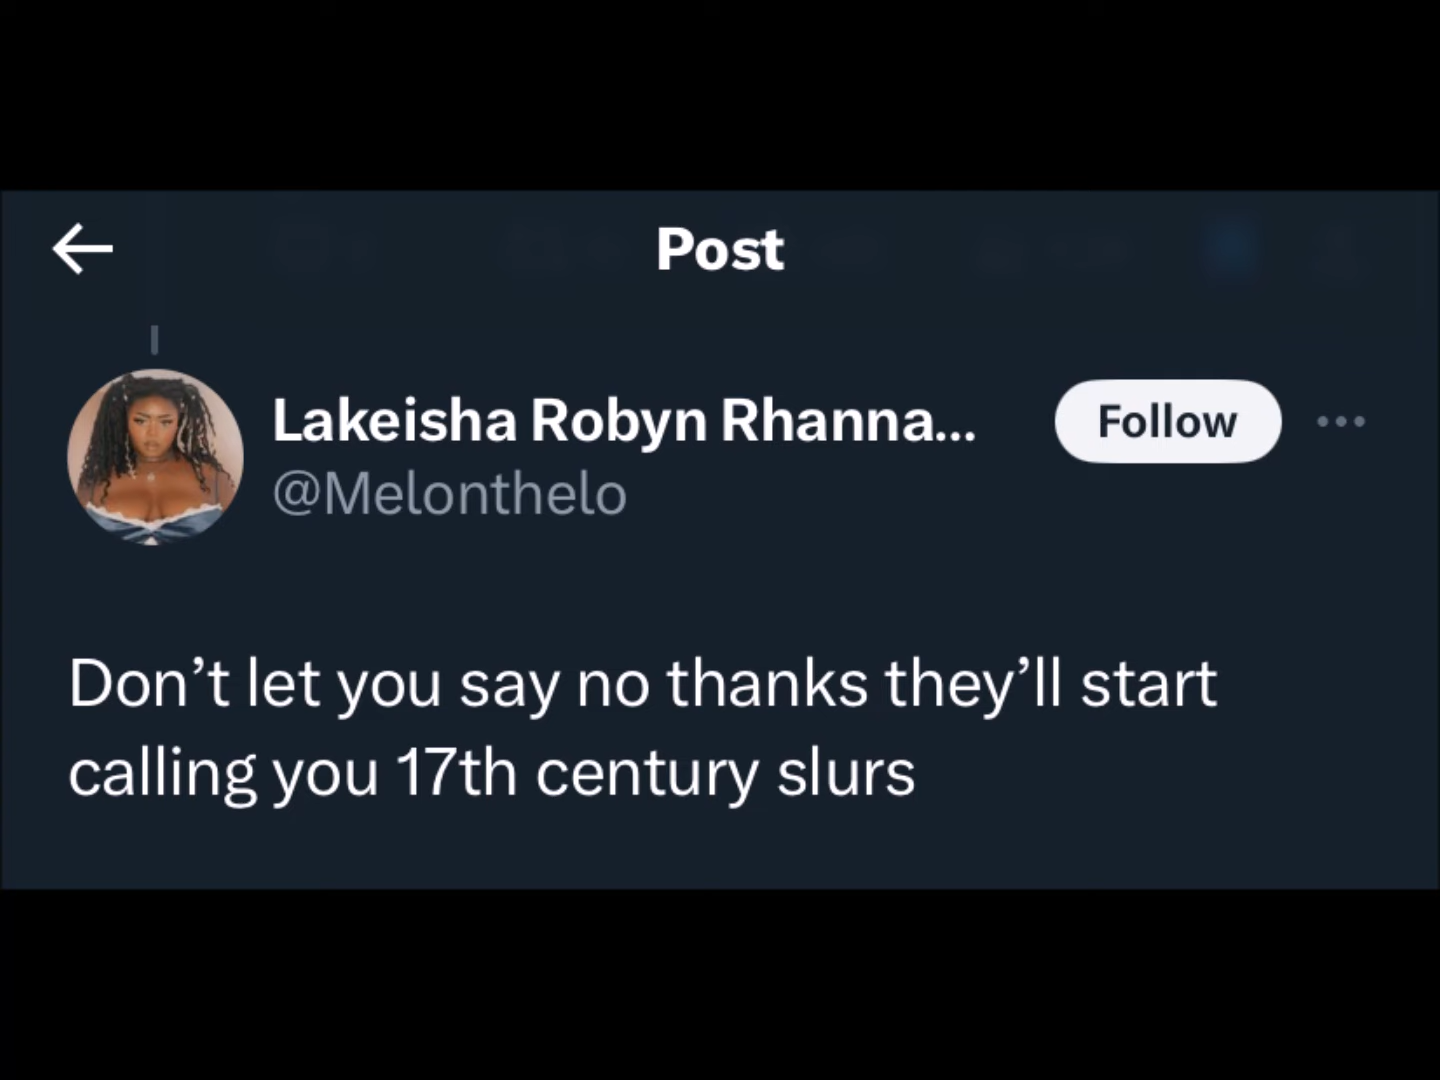 Post
Lakeisha Robyn Rhanna...
Follow
@Melonthelo
Don’t let you say no thanks they’ll start
calling you 17th century slurs